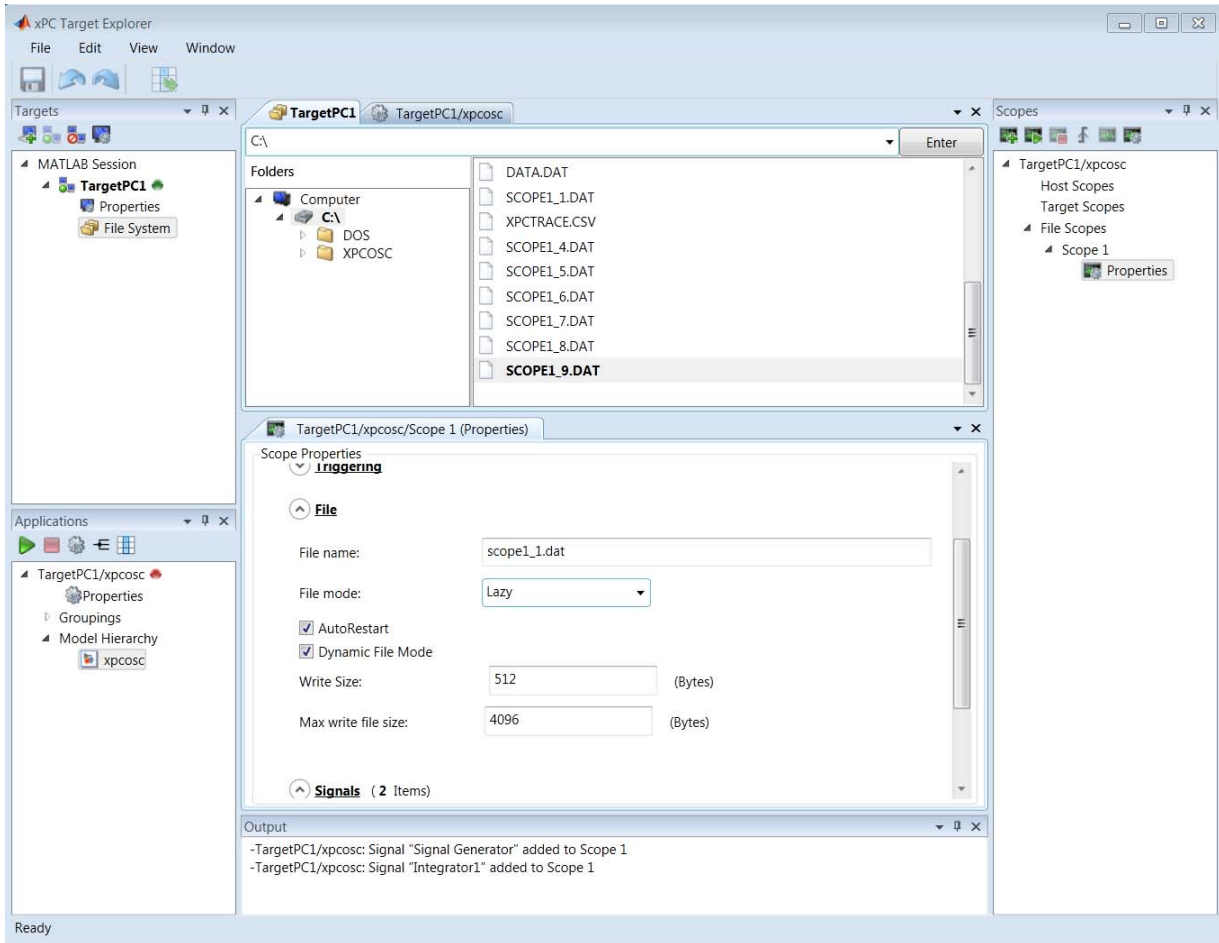 xPC Target Explorer
File Edit View Window
Targets
MATLAB Session
TargetPC1
Properties
File System
TargetPC1 TargetPC1/xpcosc
C:\ Enter
Folders
Computer
C:\
DOS
XPCOSC
DATA.DAT
SCOPE1_1.DAT
XPCTRACE.CSV
SCOPE1_4.DAT
SCOPE1_5.DAT
SCOPE1_6.DAT
SCOPE1_7.DAT
SCOPE1_8.DAT
SCOPE1_9.DAT
Scopes
TargetPC1/xpcosc
Host Scopes
Target Scopes
File Scopes
Scope 1
Properties
TargetPC1/xpcosc/Scope 1 (Properties)
Scope Properties
Triggering
File
File name: scope1_1.dat
File mode: Lazy
AutoRestart
Dynamic File Mode
Write Size: 512 (Bytes)
Max write file size: 4096 (Bytes)
Signals ( 2 Items)
Applications
TargetPC1/xpcosc
Properties
Groupings
Model Hierarchy
xpcosc
Output
-TargetPC1/xpcosc: Signal "Signal Generator" added to Scope 1
-TargetPC1/xpcosc: Signal "Integrator1" added to Scope 1
Ready